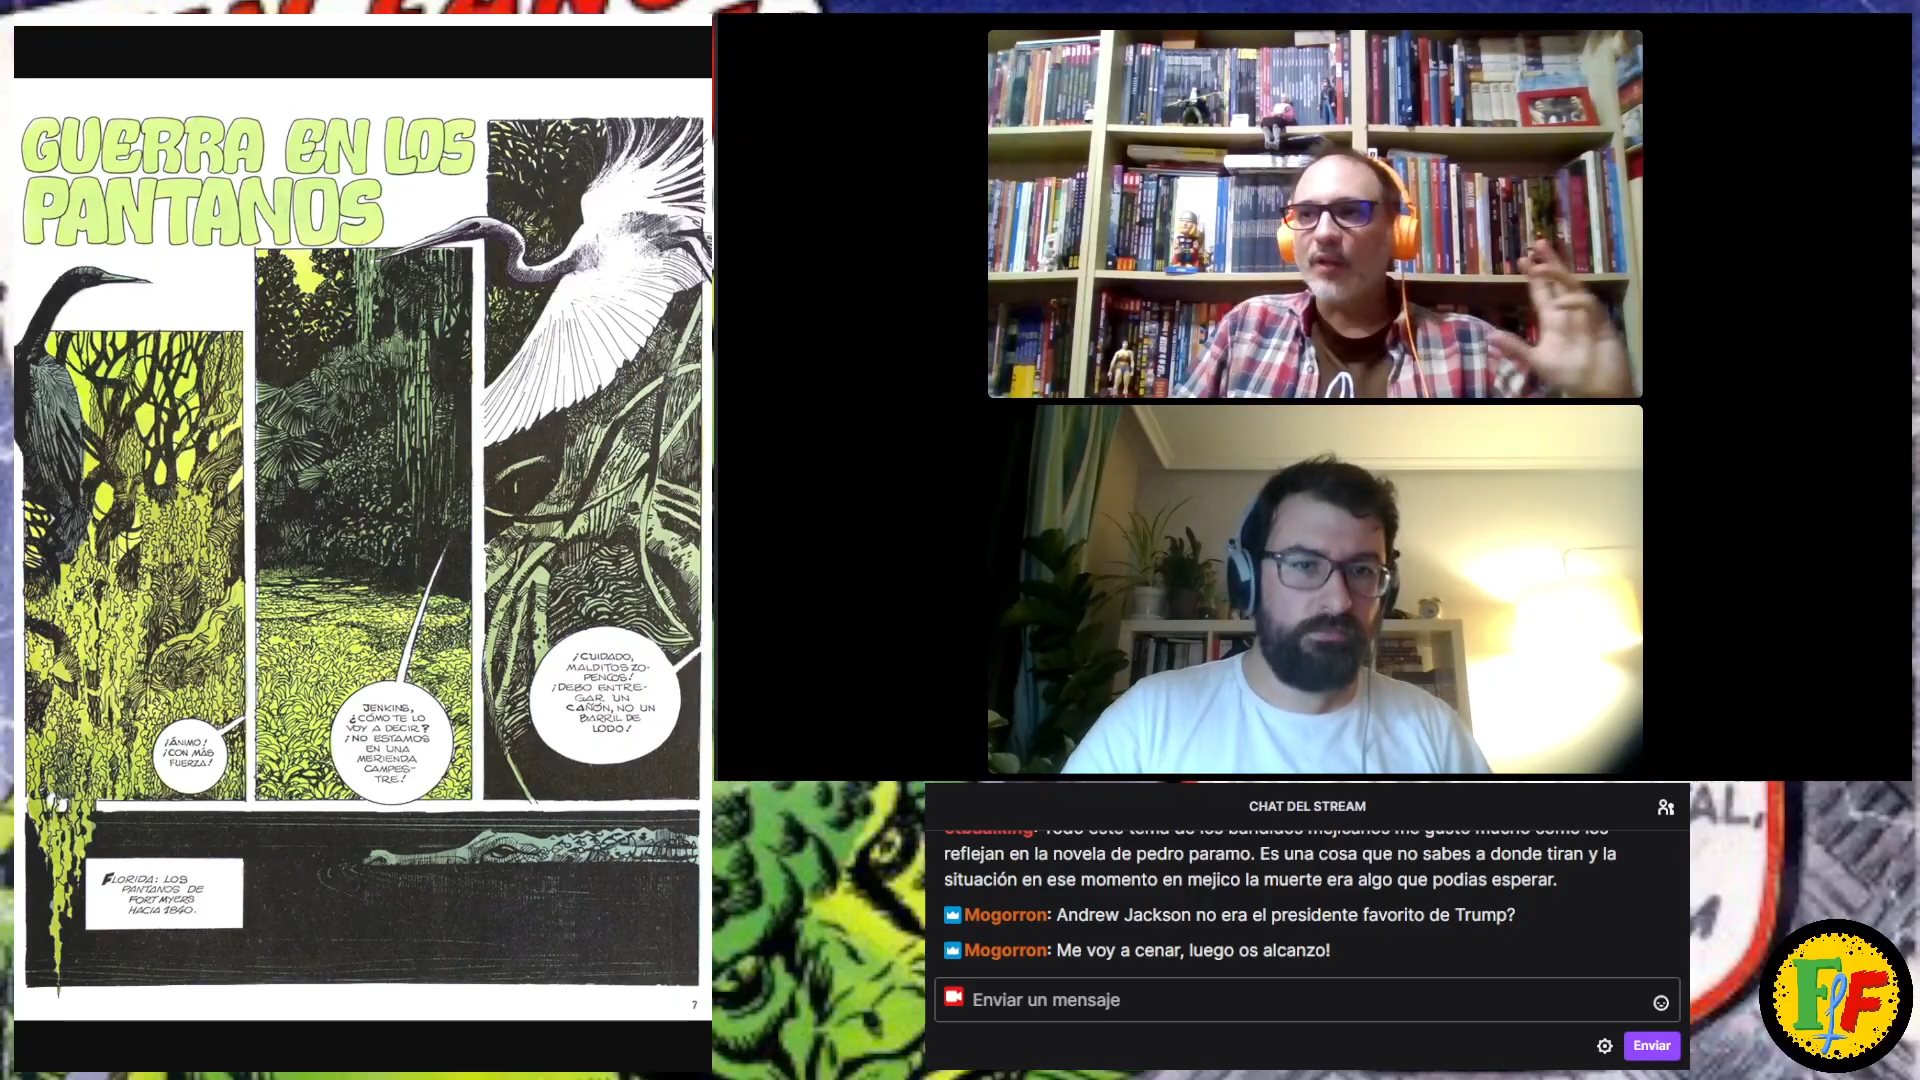 GUERRA EN LOS
PANTANOS
¡ÁNIMO!
¡CON MÁS
FUERZA!
JENKINS,
¿CÓMO TE LO
VOY A DECIR?
¡NO ESTAMOS
EN UNA
MERIENDA
CAMPES-
TRE!
¡CUIDADO,
MALDITOS ZO-
PENCOS!
¡DEBO ENTRE-
GAR UN
CAÑÓN, NO UN
BARRIL DE
LODO!
FLORIDA: LOS
PANTANOS DE
FORT MYERS
HACIA 1840.
7
CHAT DEL STREAM
reflejan en la novela de pedro paramo. Es una cosa que no sabes a donde tiran y la
situación en ese momento en mejico la muerte era algo que podias esperar.
Mogorron: Andrew Jackson no era el presidente favorito de Trump?
Mogorron: Me voy a cenar, luego os alcanzo!
Enviar un mensaje
Enviar
AL,
FfF